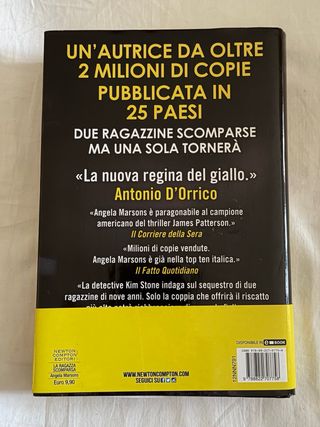 UN'AUTRICE DA OLTRE
2 MILIONI DI COPIE
PUBBLICATA IN
25 PAESI
DUE RAGAZZINE SCOMPARSE
MA UNA SOLA TORNERÀ
«La nuova regina del giallo.»
Antonio D'Orrico
«Angela Marsons è paragonabile al campione
americano del thriller James Patterson.»
Il Corriere della Sera
«Milioni di copie vendute.
Angela Marsons è già nella top ten italica.»
Il Fatto Quotidiano
«La detective Kim Stone indaga sul sequestro di due
ragazzine di nove anni. Solo la coppia che offrirà il riscatto
NEWTON
COMPTON
EDITORI
LA RAGAZZA
SCOMPARSA
Angela Marsons
Euro 9,90
WWW.NEWTONCOMPTON.COM
SEGUICI SU
DISPONIBILE IN
BOOK